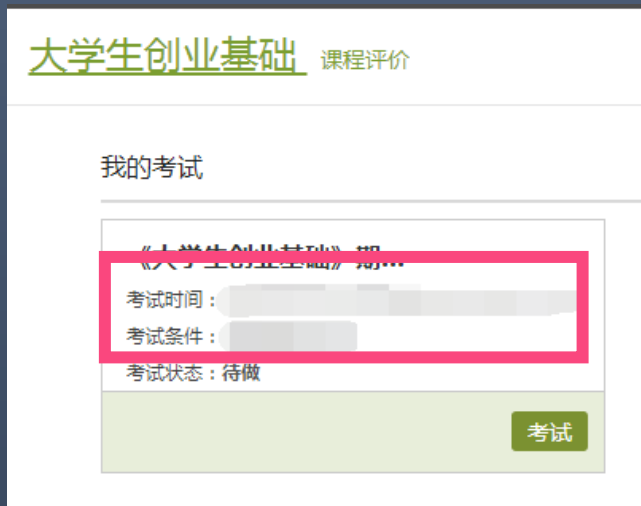 大学生创业基础 课程评价
我的考试
《大学生创业基础》期...
考试时间：
考试条件：
考试状态：待做
考试